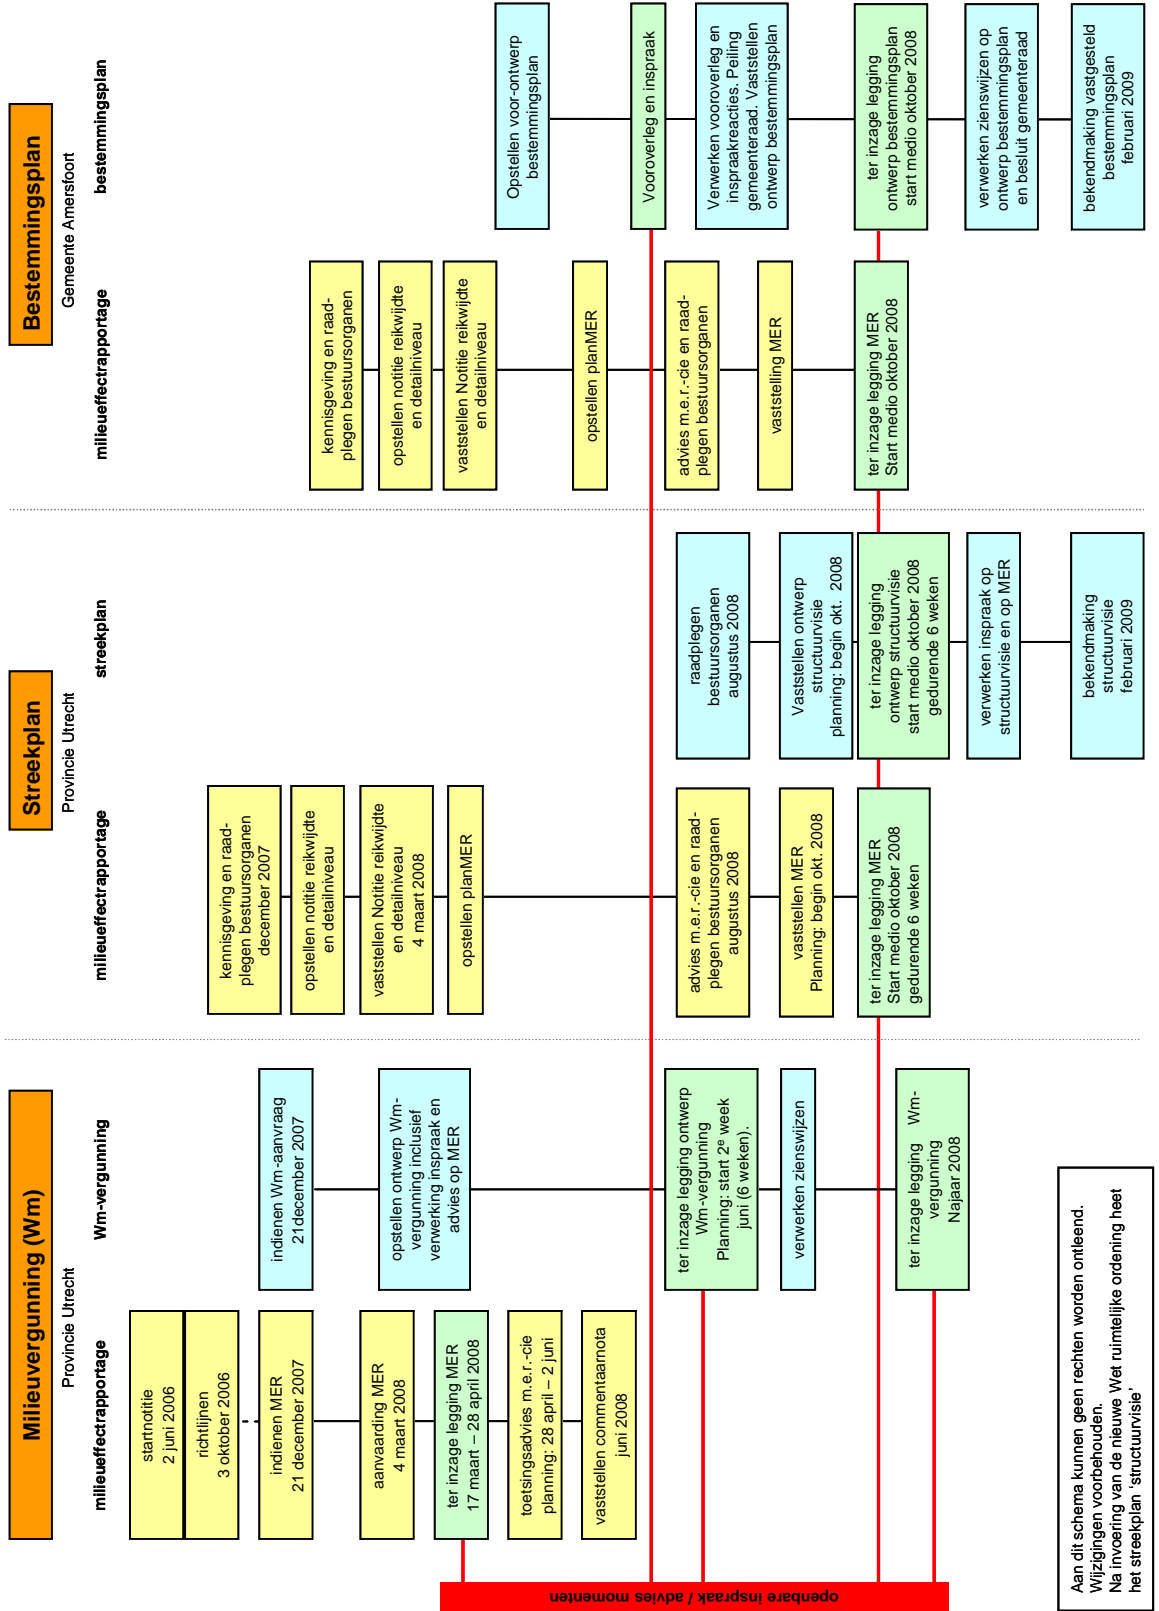 Milieuvergunning (Wm)
Provincie Utrecht
milieueffectrapportage
startnotitie
2 juni 2006
richtlijnen
3 oktober 2006
indienen MER
21 december 2007
aanvaarding MER
4 maart 2008
ter inzage legging MER
17 maart – 28 april 2008
toetsingsadvies m.e.r.-cie
planning: 28 april – 2 juni
vaststellen commentaarnota
juni 2008
Wm-vergunning
indienen Wm-aanvraag
21december 2007
opstellen ontwerp Wm-
vergunning inclusief
verwerking inspraak en
advies op MER
ter inzage legging ontwerp
Wm-vergunning
Planning: start 2e week
juni (6 weken).
verwerken zienswijzen
ter inzage legging Wm-
vergunning
Najaar 2008
Streekplan
Provincie Utrecht
milieueffectrapportage
kennisgeving en raad-
plegen bestuursorganen
december 2007
opstellen notitie reikwijdte
en detailniveau
vaststellen Notitie reikwijdte
en detailniveau
4 maart 2008
opstellen planMER
advies m.e.r.-cie en raad-
plegen bestuursorganen
augustus 2008
vaststellen MER
Planning: begin okt. 2008
ter inzage legging MER
Start medio oktober 2008
gedurende 6 weken
streekplan
raadplegen
bestuursorganen
augustus 2008
Vaststellen ontwerp
structuurvisie
planning: begin okt. 2008
ter inzage legging
ontwerp structuurvisie
start medio oktober 2008
gedurende 6 weken
verwerken inspraak op
structuurvisie en op MER
bekendmaking
structuurvisie
februari 2009
Bestemmingsplan
Gemeente Amersfoort
milieueffectrapportage
kennisgeving en raad-
plegen bestuursorganen
opstellen notitie reikwijdte
en detailniveau
vaststellen Notitie reikwijdte
en detailniveau
opstellen planMER
advies m.e.r.-cie en raad-
plegen bestuursorganen
vaststelling MER
ter inzage legging MER
Start medio oktober 2008
bestemmingsplan
Opstellen voor-ontwerp
bestemmingsplan
Vooroverleg en inspraak
Verwerken vooroverleg en
inspraakreacties. Peiling
gemeenteraad. Vaststellen
ontwerp bestemmingsplan
ter inzage legging
ontwerp bestemmingsplan
start medio oktober 2008
verwerken zienswijzen op
ontwerp bestemmingsplan
en besluit gemeenteraad
bekendmaking vastgesteld
bestemmingsplan
februari 2009
openbare inspraak / advies momenten
Aan dit schema kunnen geen rechten worden ontleend.
Wijzigingen voorbehouden.
Na invoering van de nieuwe Wet ruimtelijke ordening heet
het streekplan ‘structuurvisie’